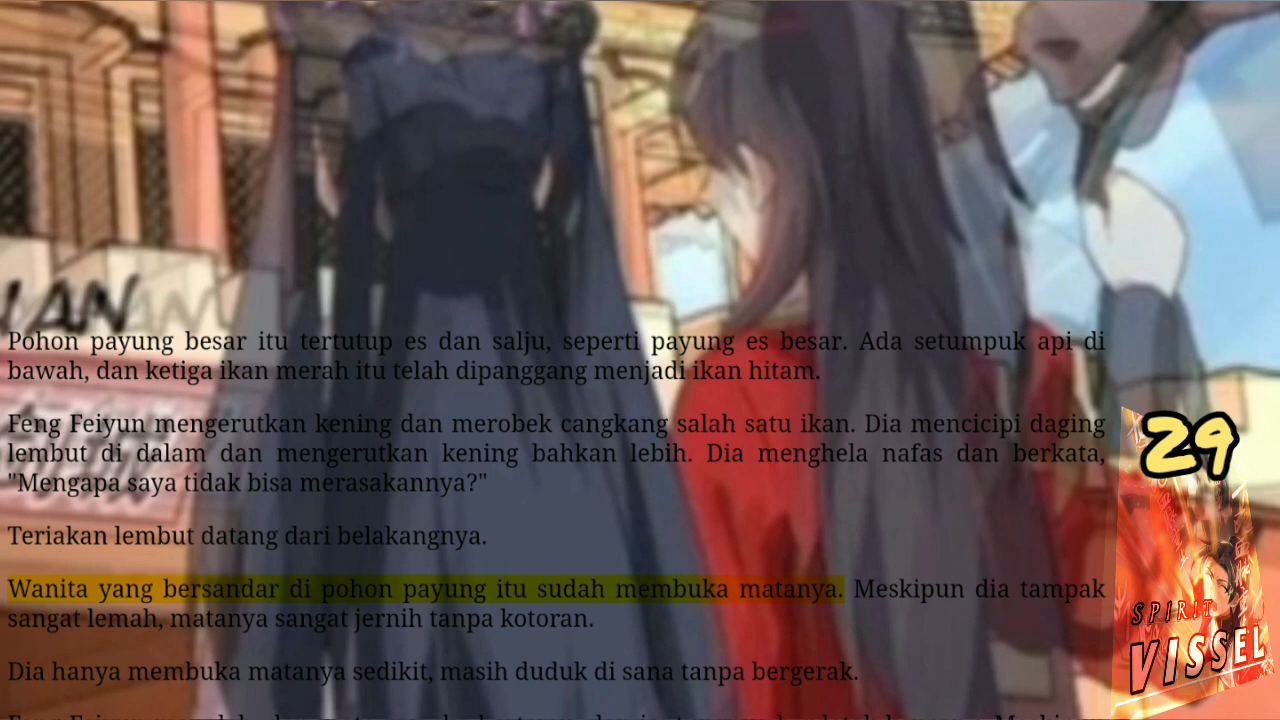 LAN
Pohon payung besar itu tertutup es dan salju, seperti payung es besar. Ada setumpuk api di
bawah, dan ketiga ikan merah itu telah dipanggang menjadi ikan hitam.
Feng Feiyun mengerutkan kening dan merobek cangkang salah satu ikan. Dia mencicipi daging
lembut di dalam dan mengerutkan kening bahkan lebih. Dia menghela nafas dan berkata,
"Mengapa saya tidak bisa merasakannya?"
Teriakan lembut datang dari belakangnya.
Wanita yang bersandar di pohon payung itu sudah membuka matanya. Meskipun dia tampak
sangat lemah, matanya sangat jernih tanpa kotoran.
Dia hanya membuka matanya sedikit, masih duduk di sana tanpa bergerak.
29
SPIRIT
VISSEL